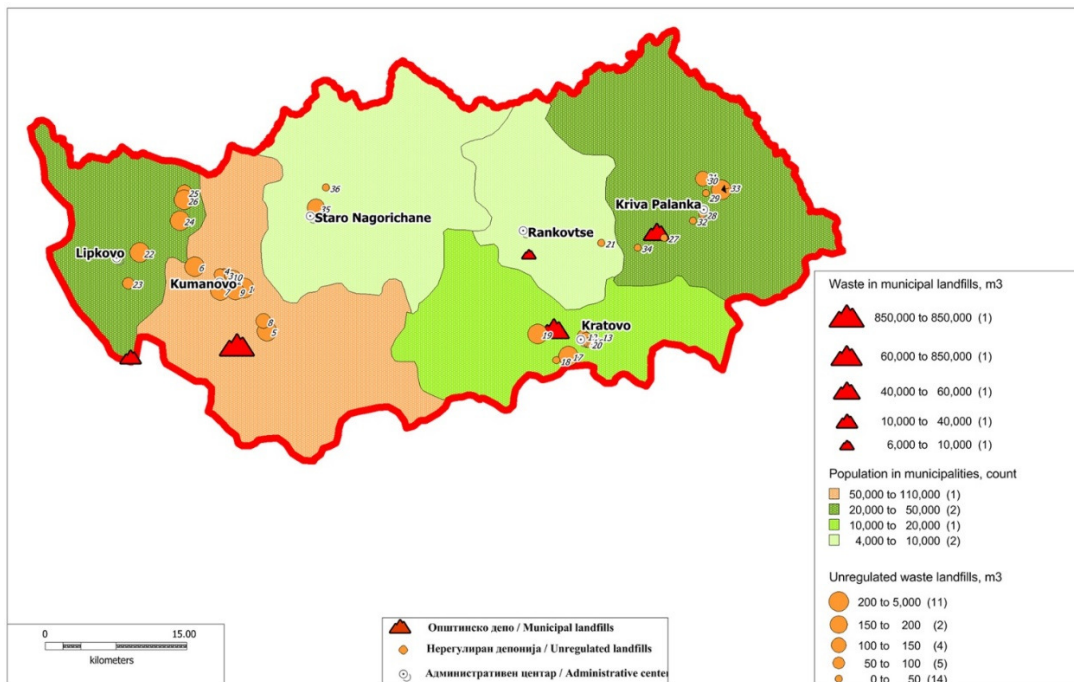 25
26
24
22
23
Lipkovo
36
35
Staro Nagorichane
6
4
3
10
Kumanovo
7
9
8
5
Rankovtse
21
30
33
29
Kriva Palanka
28
32
27
34
Kratovo
19
13
20
17
18
Waste in municipal landfills, m3
850,000 to 850,000 (1)
60,000 to 850,000 (1)
40,000 to 60,000 (1)
10,000 to 40,000 (1)
6,000 to 10,000 (1)
Population in municipalities, count
50,000 to 110,000 (1)
20,000 to 50,000 (2)
10,000 to 20,000 (1)
4,000 to 10,000 (2)
Unregulated waste landfills, m3
200 to 5,000 (11)
150 to 200 (2)
100 to 150 (4)
50 to 100 (5)
0 to 50 (14)
0 15.00
kilometers
Општинско депо / Municipal landfills
Нерегулиран депонија / Unregulated landfills
Административен центар / Administrative center